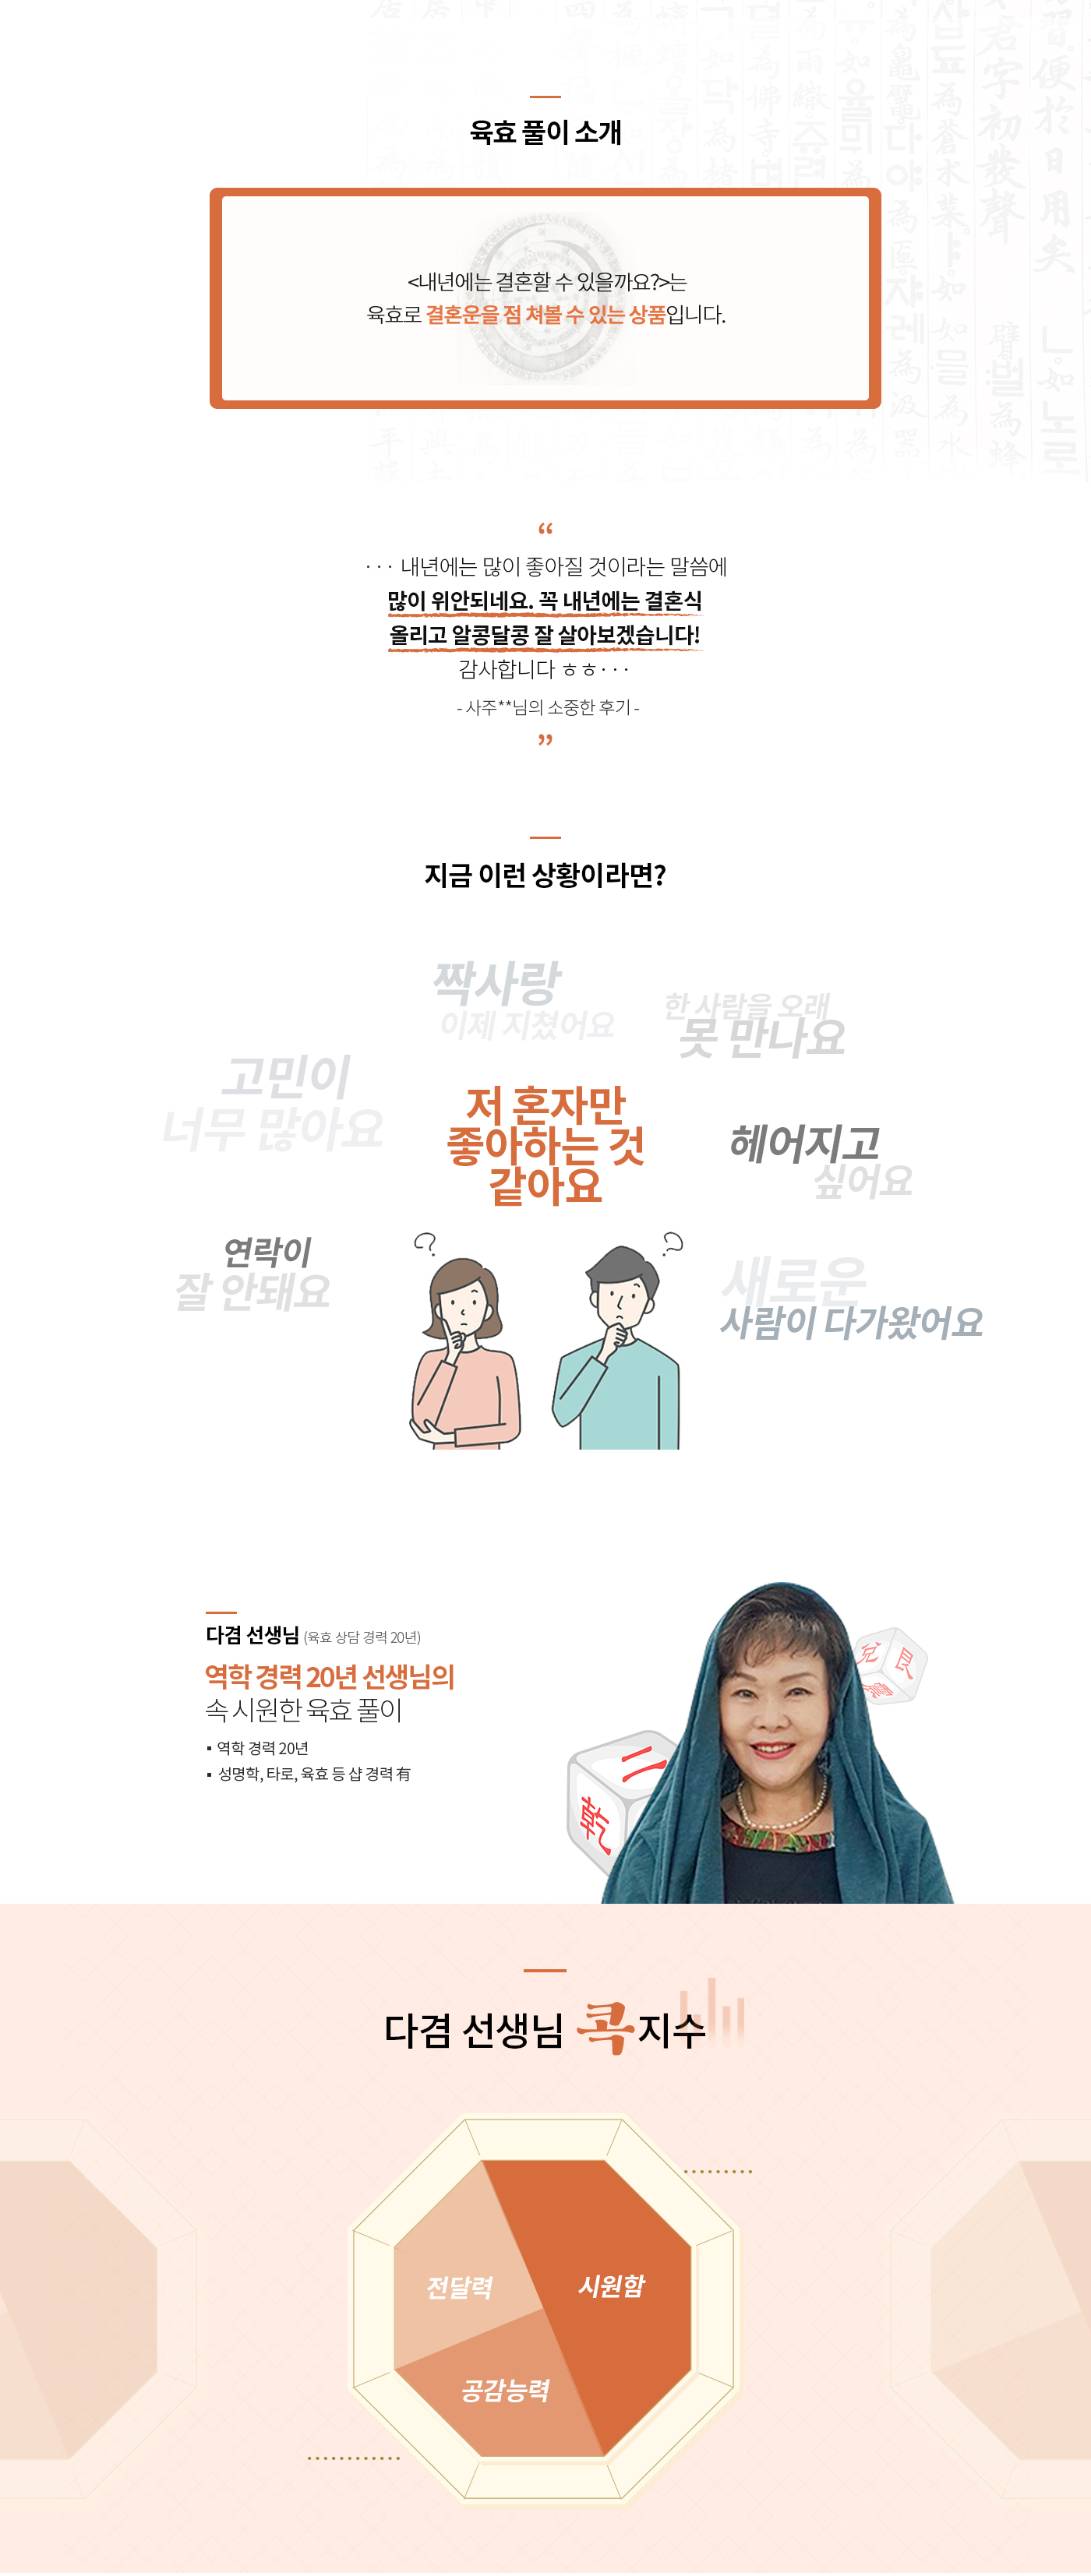 육효 풀이 소개
<내년에는 결혼할 수 있을까요?>는
육효로 결혼운을 점 쳐볼 수 있는 상품입니다.
“
··· 내년에는 많이 좋아질 것이라는 말씀에
많이 위안되네요. 꼭 내년에는 결혼식
올리고 알콩달콩 잘 살아보겠습니다!
감사합니다 ㅎㅎ···
- 사주**님의 소중한 후기 -
”
지금 이런 상황이라면?
짝사랑
이제 지쳤어요
한 사람을 오래
못 만나요
고민이
너무 많아요
저 혼자만
좋아하는 것
같아요
헤어지고
싶어요
연락이
잘 안돼요
새로운
사람이 다가왔어요
다겸 선생님 (육효 상담 경력 20년)
역학 경력 20년 선생님의
속 시원한 육효 풀이
▪ 역학 경력 20년
▪ 성명학, 타로, 육효 등 샵 경력 有
兌
艮
二
乾
다겸 선생님 콕지수
전달력
시원함
공감능력